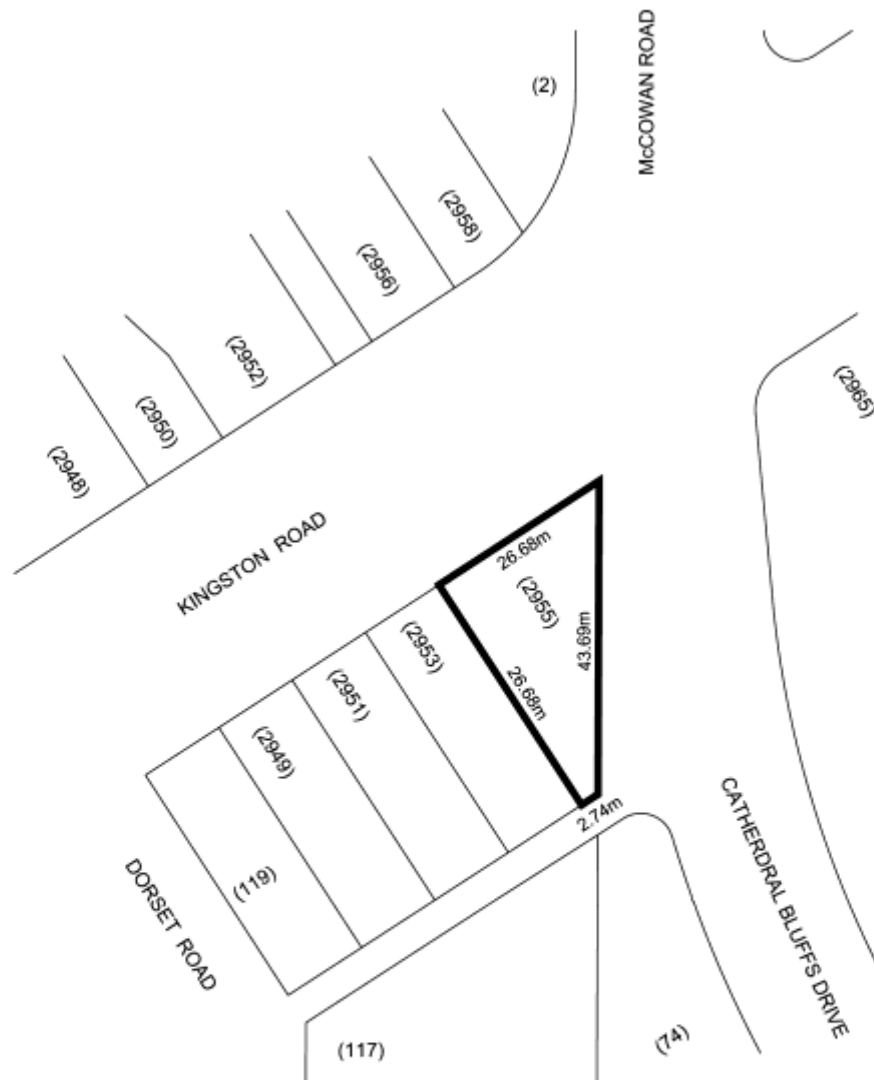 McCOWAN ROAD
(2)
(2958)
(2956)
(2952)
(2950)
(2948)
(2965)
KINGSTON ROAD
26.68m
(2955)
43.69m
26.68m
(2953)
(2951)
(2949)
(119)
2.74m
DORSET ROAD
CATHERDRAL BLUFFS DRIVE
(117)
(74)